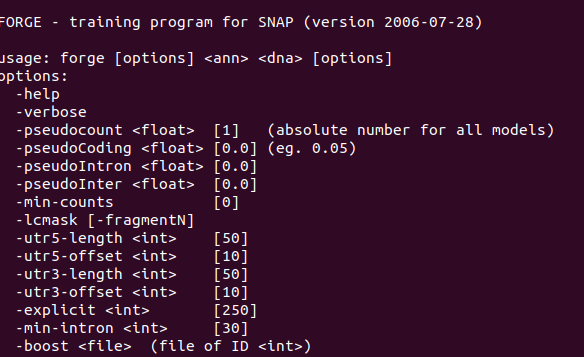 FORGE - training program for SNAP (version 2006-07-28)
usage: forge [options] <ann> <dna> [options]
options:
-help
-verbose
-pseudocount <float> [1] (absolute number for all models)
-pseudoCoding <float> [0.0] (eg. 0.05)
-pseudoIntron <float> [0.0]
-pseudoInter <float> [0.0]
-min-counts [0]
-lcmask [-fragmentN]
-utr5-length <int> [50]
-utr5-offset <int> [10]
-utr3-length <int> [50]
-utr3-offset <int> [10]
-explicit <int> [250]
-min-intron <int> [30]
-boost <file> (file of ID <int>)